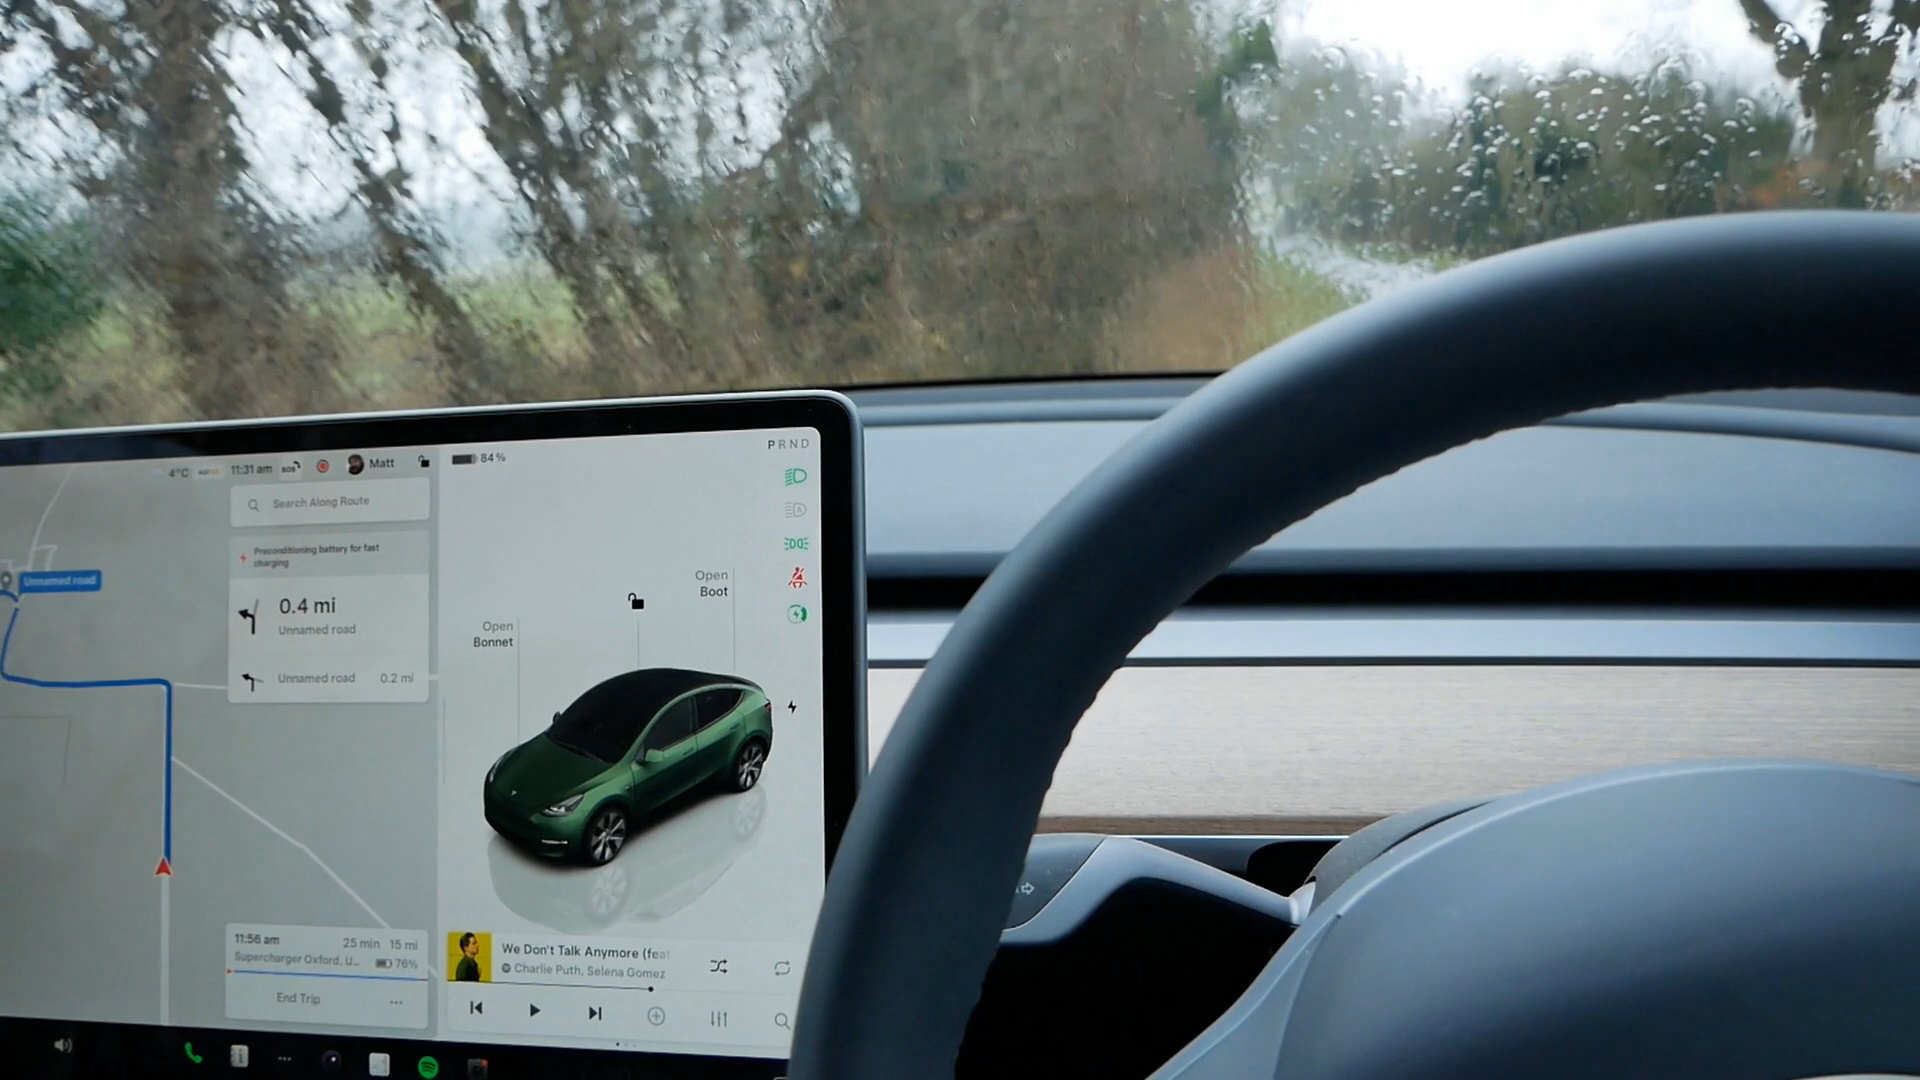 4°C
11:31 am
SOS
Matt
84 %
P R N D
Search Along Route
Preconditioning battery for fast
charging
Unnamed road
0.4 mi
Unnamed road
Unnamed road 0.2 mi
Open
Boot
Open
Bonnet
11:56 am 25 min 15 mi
Supercharger Oxford, U... 76%
End Trip
...
We Don't Talk Anymore (feat
Charlie Puth, Selena Gomez